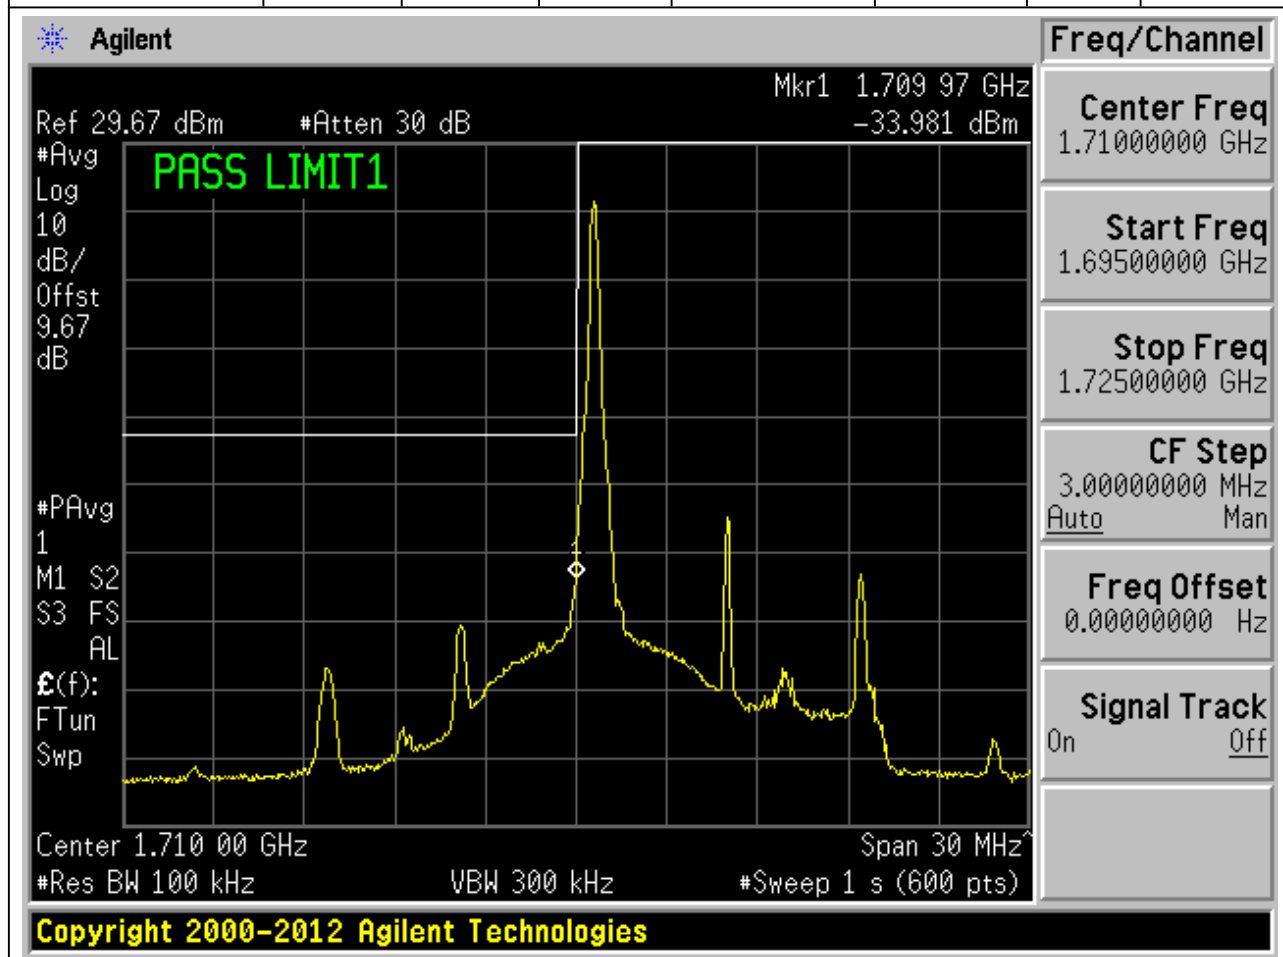 Agilent
Freq/Channel
Mkr1 1.709 97 GHz
Ref 29.67 dBm #Atten 30 dB -33.981 dBm
#Avg
Log
10
dB/
Offst
9.67
dB
PASS LIMIT1
#PAvg
1
M1 S2
S3 FS
AL
£(f):
FTun
Swp
1
Center 1.710 00 GHz Span 30 MHz^
#Res BW 100 kHz VBW 300 kHz #Sweep 1 s (600 pts)
Copyright 2000-2012 Agilent Technologies
Center Freq
1.71000000 GHz
Start Freq
1.69500000 GHz
Stop Freq
1.72500000 GHz
CF Step
3.00000000 MHz
Auto Man
Freq Offset
0.00000000 Hz
Signal Track
On Off